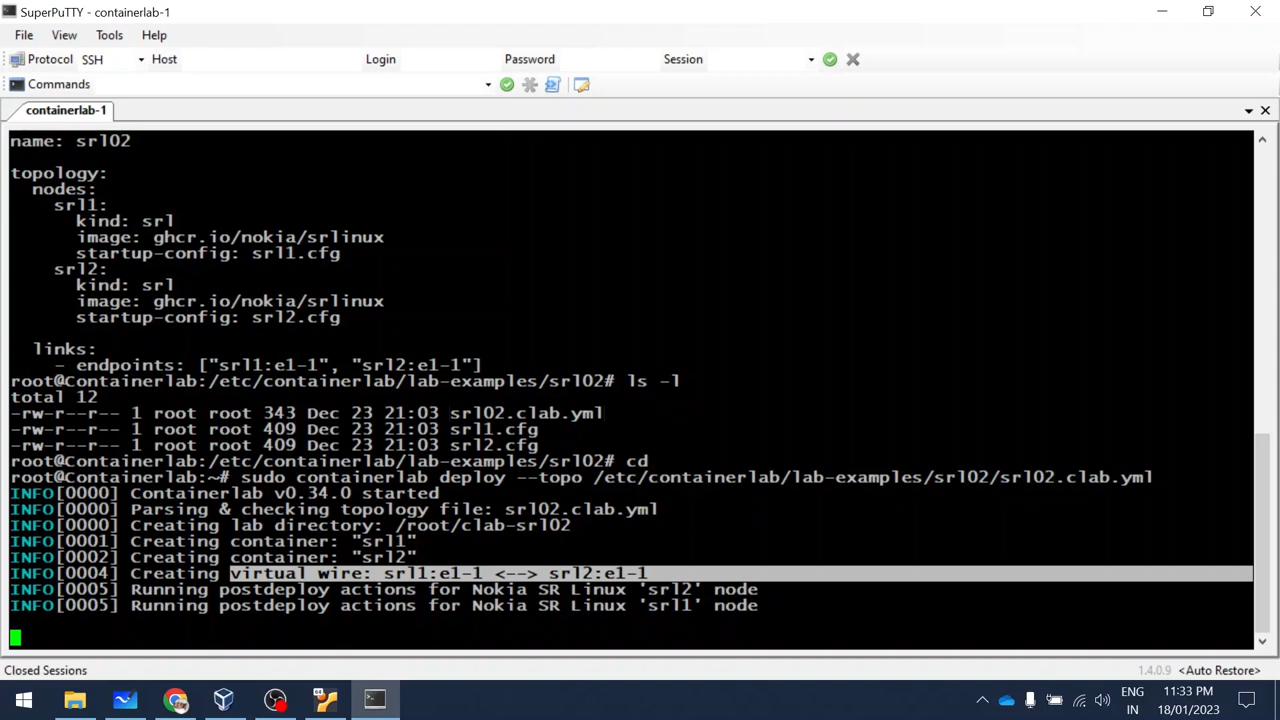 SuperPuTTY - containerlab-1
File View Tools Help
Protocol SSH Host Login Password Session
Commands
containerlab-1
name: srl02
topology:
nodes:
srl1:
kind: srl
image: ghcr.io/nokia/srlinux
startup-config: srl1.cfg
srl2:
kind: srl
image: ghcr.io/nokia/srlinux
startup-config: srl2.cfg
links:
- endpoints: ["srl1:e1-1", "srl2:e1-1"]
root@Containerlab:/etc/containerlab/lab-examples/srl02# ls -l
total 12
-rw-r--r-- 1 root root 343 Dec 23 21:03 srl02.clab.yml
-rw-r--r-- 1 root root 409 Dec 23 21:03 srl1.cfg
-rw-r--r-- 1 root root 409 Dec 23 21:03 srl2.cfg
root@Containerlab:/etc/containerlab/lab-examples/srl02# cd
root@Containerlab:~# sudo containerlab deploy --topo /etc/containerlab/lab-examples/srl02/srl02.clab.yml
INFO[0000] Containerlab v0.34.0 started
INFO[0000] Parsing & checking topology file: srl02.clab.yml
INFO[0000] Creating lab directory: /root/clab-srl02
INFO[0001] Creating container: "srl1"
INFO[0002] Creating container: "srl2"
INFO[0004] Creating virtual wire: srl1:e1-1 <--> srl2:e1-1
INFO[0005] Running postdeploy actions for Nokia SR Linux 'srl2' node
INFO[0005] Running postdeploy actions for Nokia SR Linux 'srl1' node
Closed Sessions 1.4.0.9 <Auto Restore>
ENG 11:33 PM
IN 18/01/2023